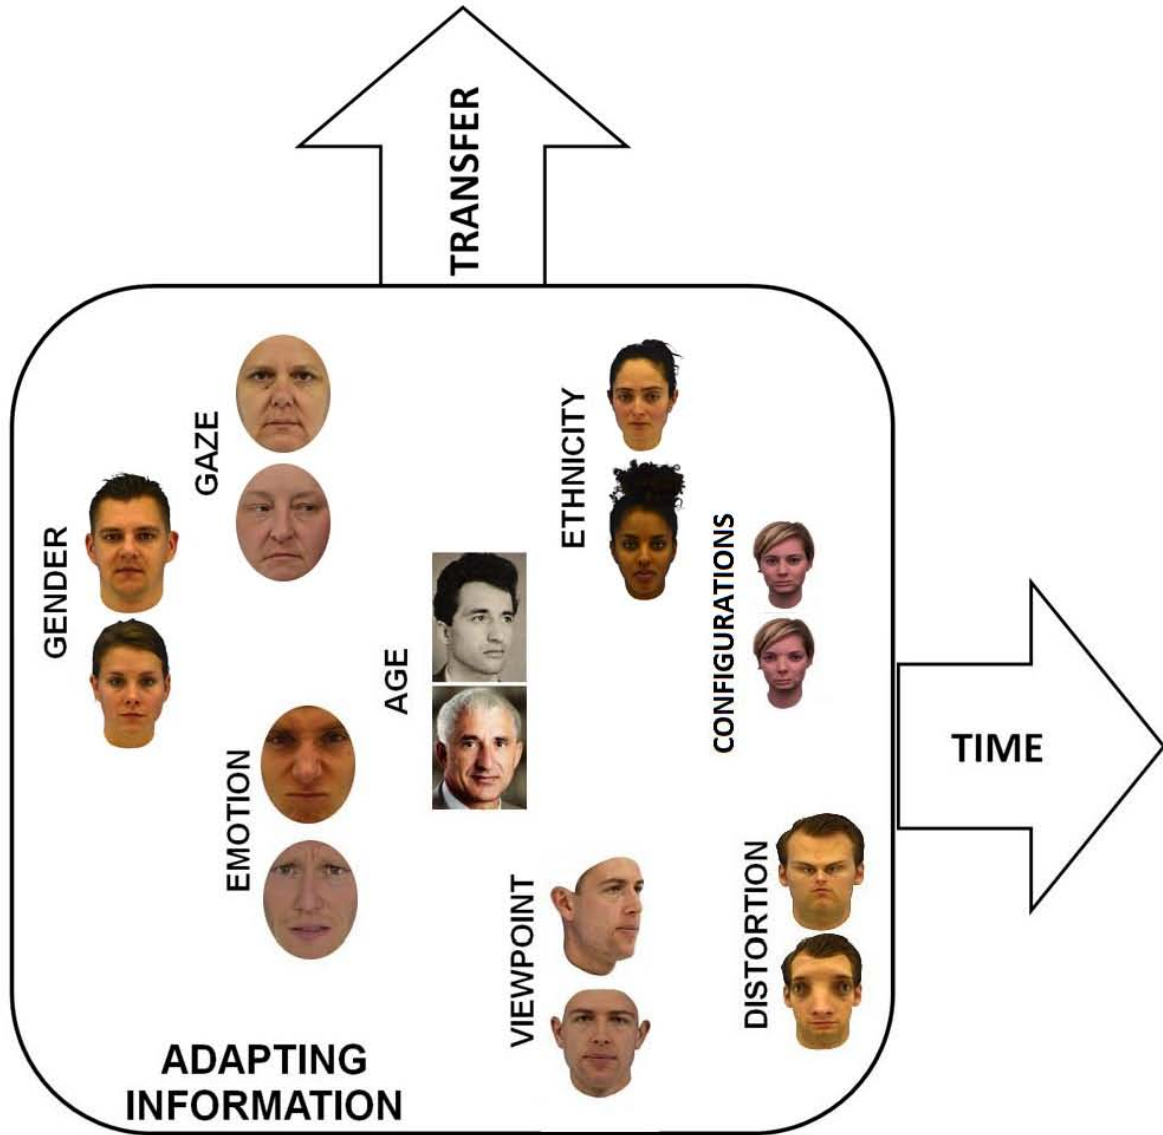 TRANSFER
GAZE
ETHNICITY
GENDER
CONFIGURATIONS
AGE
TIME
EMOTION
DISTORTION
VIEWPOINT
ADAPTING
INFORMATION